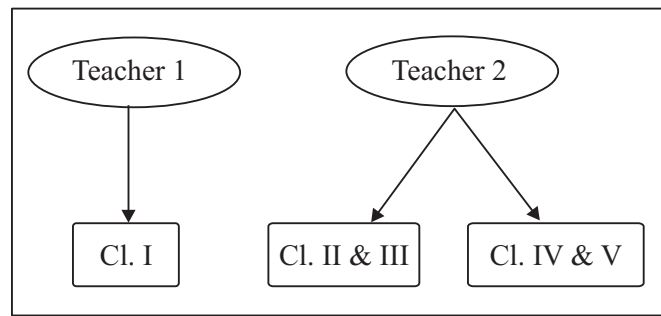 Teacher 1
Teacher 2
Cl. I
Cl. II & III
Cl. IV & V